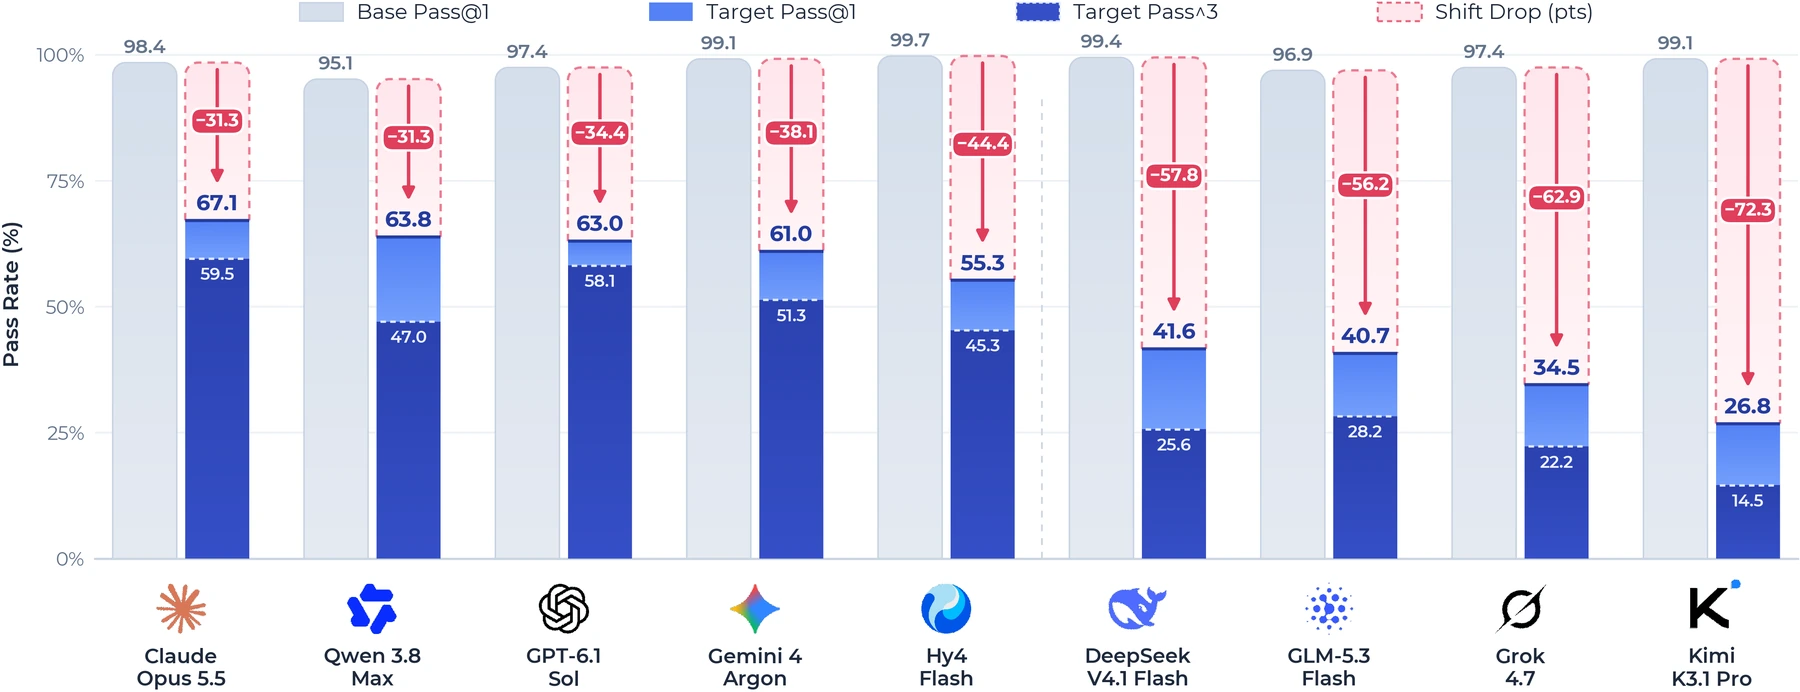 Base Pass@1 Target Pass@1 Target Pass^3 Shift Drop (pts)
Pass Rate (%)
100%
75%
50%
25%
0%
98.4
−31.3
67.1
59.5
Claude
Opus 5.5
95.1
−31.3
63.8
47.0
Qwen 3.8
Max
97.4
−34.4
63.0
58.1
GPT-6.1
Sol
99.1
−38.1
61.0
51.3
Gemini 4
Argon
99.7
−44.4
55.3
45.3
Hy4
Flash
99.4
−57.8
41.6
25.6
DeepSeek
V4.1 Flash
96.9
−56.2
40.7
28.2
GLM-5.3
Flash
97.4
−62.9
34.5
22.2
Grok
4.7
99.1
−72.3
26.8
14.5
Kimi
K3.1 Pro